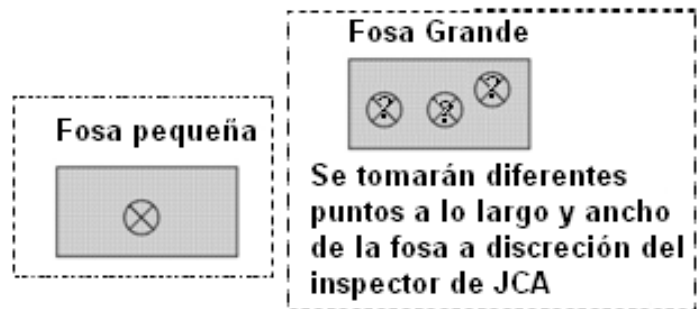 Fosa Grande
Fosa pequeña
? ? ?
Se tomarán diferentes
puntos a lo largo y ancho
de la fosa a discreción del
inspector de JCA